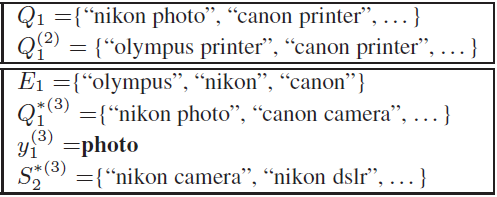 Q₁ ={“nikon photo”, “canon printer”, . . . }
Q₁⁽²⁾ = {“olympus printer”, “canon printer”, . . . }
E₁ ={“olympus”, “nikon”, “canon”}
Q₁*⁽³⁾ ={“nikon photo”, “canon camera”, . . . }
y₁⁽³⁾ =photo
S₂*⁽³⁾ ={“nikon camera”, “nikon dslr”, . . . }